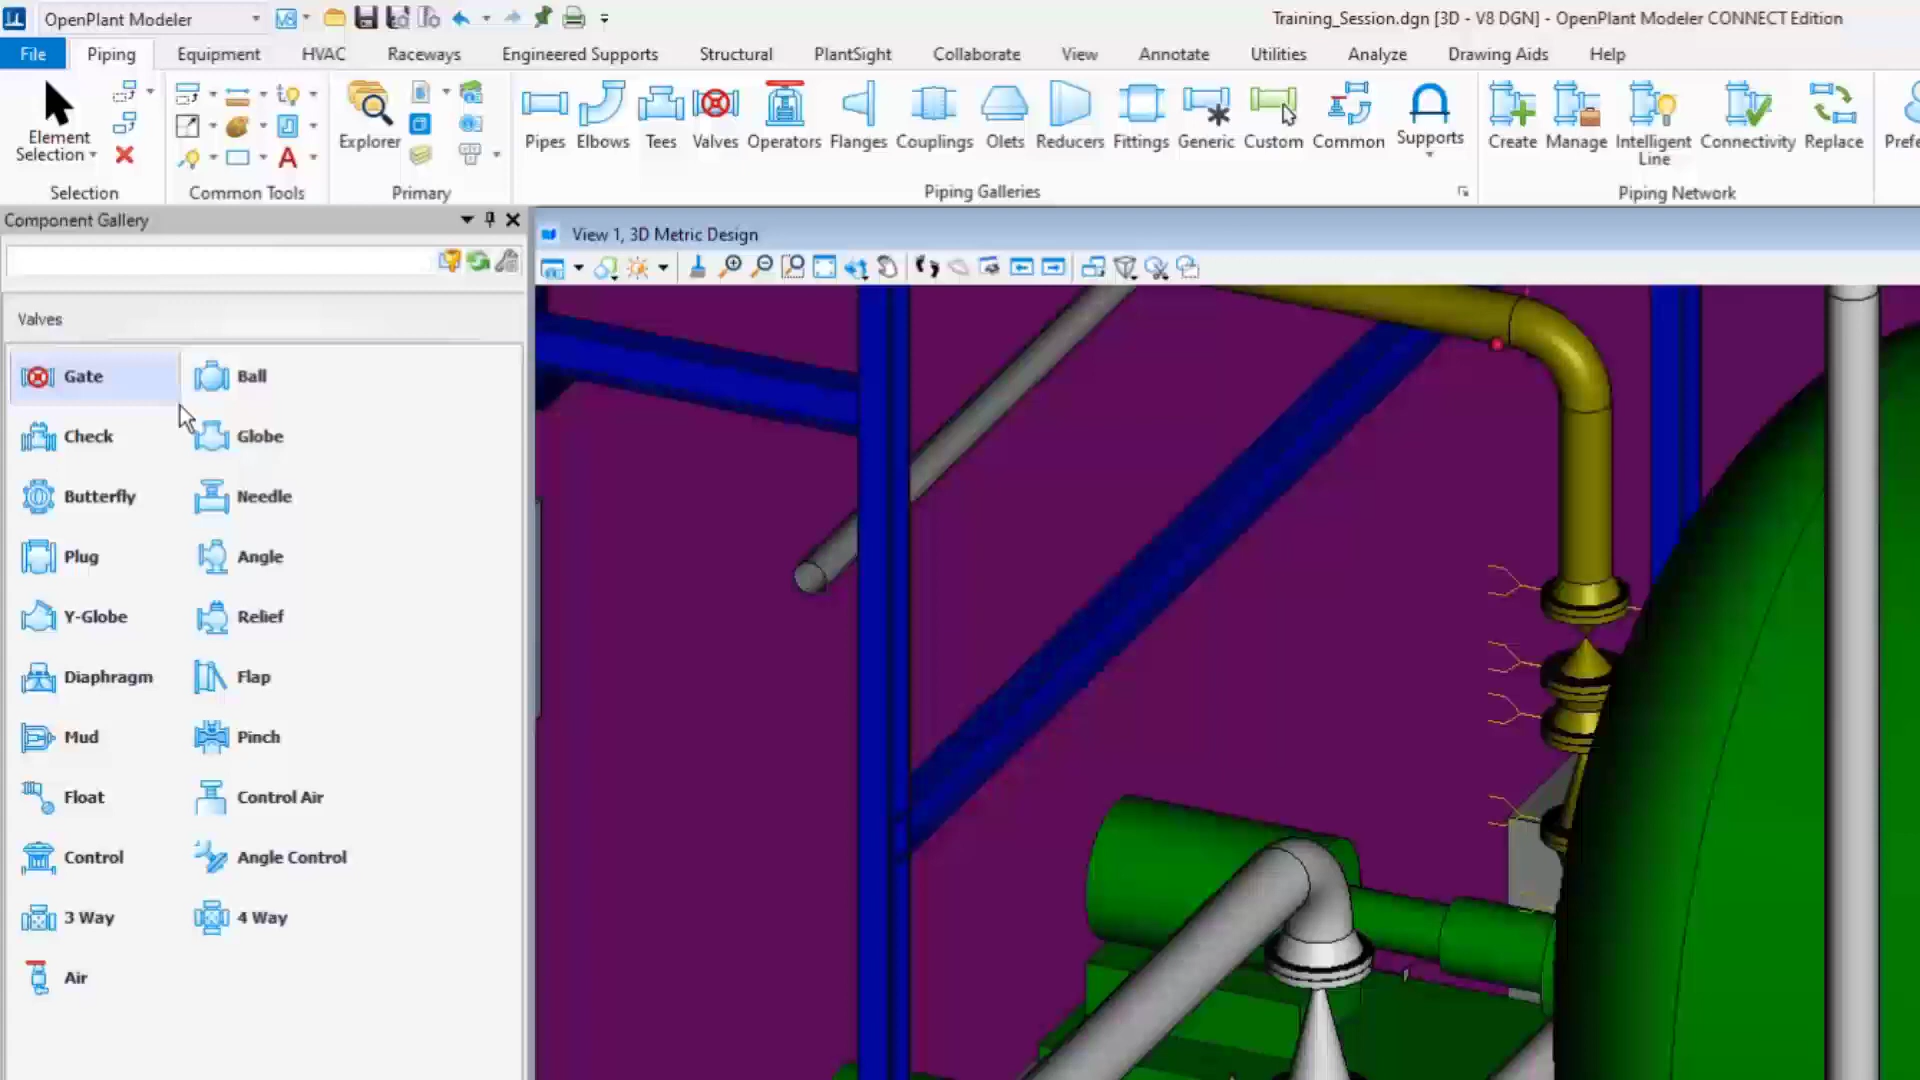 OpenPlant Modeler
Training_Session.dgn [3D - V8 DGN] - OpenPlant Modeler CONNECT Edition
File Piping Equipment HVAC Raceways Engineered Supports Structural PlantSight Collaborate View Annotate Utilities Analyze Drawing Aids Help
Element Selection
Explorer
Pipes Elbows Tees Valves Operators Flanges Couplings Olets Reducers Fittings Generic Custom Common Supports
Create Manage Intelligent Line Connectivity Replace
Selection Common Tools Primary Piping Galleries Piping Network
Component Gallery
View 1, 3D Metric Design
Valves
Gate Ball
Check Globe
Butterfly Needle
Plug Angle
Y-Globe Relief
Diaphragm Flap
Mud Pinch
Float Control Air
Control Angle Control
3 Way 4 Way
Air